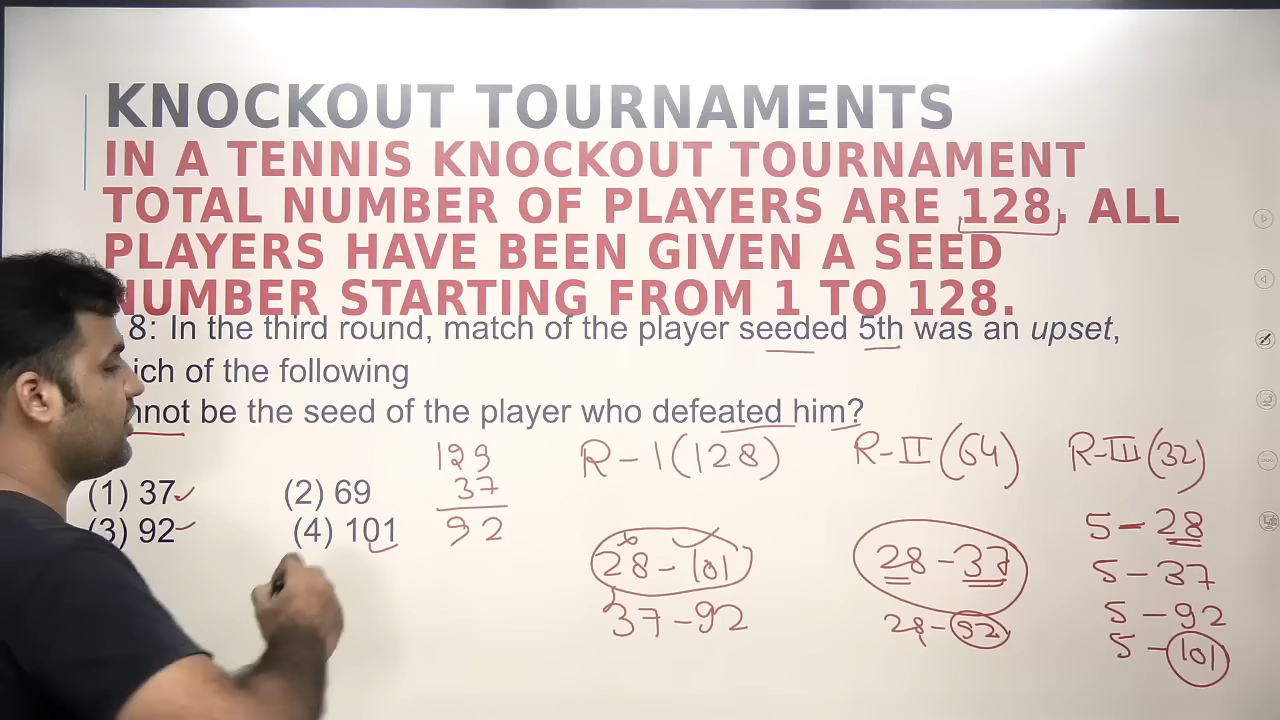 KNOCKOUT TOURNAMENTS
IN A TENNIS KNOCKOUT TOURNAMENT
TOTAL NUMBER OF PLAYERS ARE 128. ALL
PLAYERS HAVE BEEN GIVEN A SEED
NUMBER STARTING FROM 1 TO 128.
8: In the third round, match of the player seeded 5th was an upset,
ich of the following
nnot be the seed of the player who defeated him?
(1) 37 (2) 69
(3) 92 (4) 101
129
37
92
R-I(128)
28-101
37-92
R-II(64)
28-37
28-92
R-III(32)
5-28
5-37
5-92
5-101